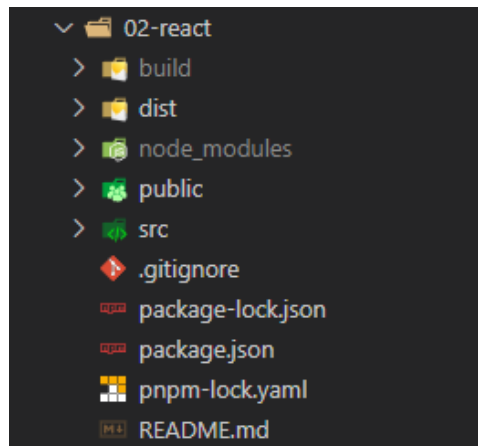 02-react
build
dist
node_modules
public
src
.gitignore
package-lock.json
package.json
pnpm-lock.yaml
README.md